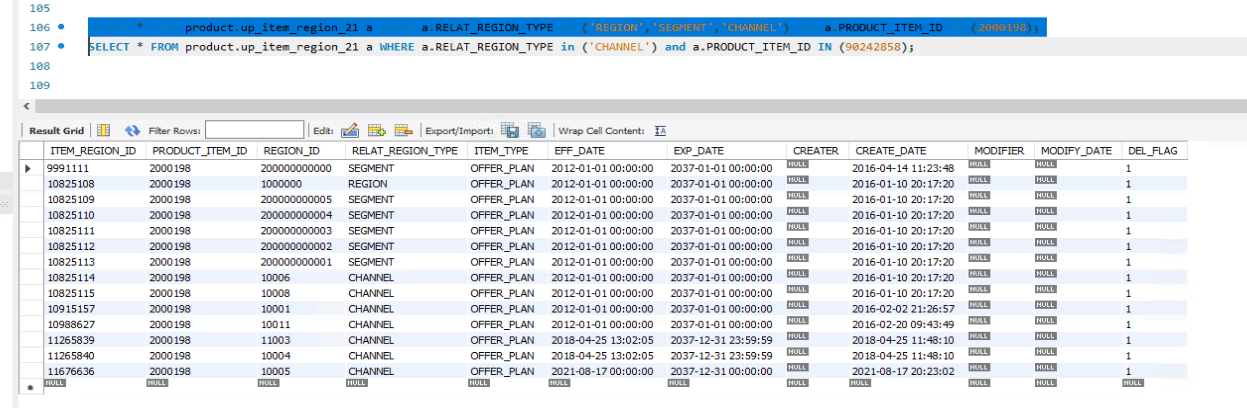 105
106 * product.up_item_region_21 a a.RELAT_REGION_TYPE ('REGION','SEGMENT','CHANNEL') a.PRODUCT_ITEM_ID (2000198);
107 SELECT * FROM product.up_item_region_21 a WHERE a.RELAT_REGION_TYPE in ('CHANNEL') and a.PRODUCT_ITEM_ID IN (90242858);
108
109
Result Grid Filter Rows: Edit: Export/Import: Wrap Cell Content: IA
ITEM_REGION_ID PRODUCT_ITEM_ID REGION_ID RELAT_REGION_TYPE ITEM_TYPE EFF_DATE EXP_DATE CREATER CREATE_DATE MODIFIER MODIFY_DATE DEL_FLAG
9991111 2000198 200000000000 SEGMENT OFFER_PLAN 2012-01-01 00:00:00 2037-01-01 00:00:00 NULL 2016-04-14 11:23:48 NULL NULL 1
10825108 2000198 1000000 REGION OFFER_PLAN 2012-01-01 00:00:00 2037-01-01 00:00:00 NULL 2016-01-10 20:17:20 NULL NULL 1
10825109 2000198 200000000005 SEGMENT OFFER_PLAN 2012-01-01 00:00:00 2037-01-01 00:00:00 NULL 2016-01-10 20:17:20 NULL NULL 1
10825110 2000198 200000000004 SEGMENT OFFER_PLAN 2012-01-01 00:00:00 2037-01-01 00:00:00 NULL 2016-01-10 20:17:20 NULL NULL 1
10825111 2000198 200000000003 SEGMENT OFFER_PLAN 2012-01-01 00:00:00 2037-01-01 00:00:00 NULL 2016-01-10 20:17:20 NULL NULL 1
10825112 2000198 200000000002 SEGMENT OFFER_PLAN 2012-01-01 00:00:00 2037-01-01 00:00:00 NULL 2016-01-10 20:17:20 NULL NULL 1
10825113 2000198 200000000001 SEGMENT OFFER_PLAN 2012-01-01 00:00:00 2037-01-01 00:00:00 NULL 2016-01-10 20:17:20 NULL NULL 1
10825114 2000198 10006 CHANNEL OFFER_PLAN 2012-01-01 00:00:00 2037-01-01 00:00:00 NULL 2016-01-10 20:17:20 NULL NULL 1
10825115 2000198 10008 CHANNEL OFFER_PLAN 2012-01-01 00:00:00 2037-01-01 00:00:00 NULL 2016-01-10 20:17:20 NULL NULL 1
10915157 2000198 10001 CHANNEL OFFER_PLAN 2012-01-01 00:00:00 2037-01-01 00:00:00 NULL 2016-02-02 21:26:57 NULL NULL 1
10988627 2000198 10011 CHANNEL OFFER_PLAN 2012-01-01 00:00:00 2037-01-01 00:00:00 NULL 2016-02-20 09:43:49 NULL NULL 1
11265839 2000198 11003 CHANNEL OFFER_PLAN 2018-04-25 13:02:05 2037-12-31 23:59:59 NULL 2018-04-25 11:48:10 NULL NULL 1
11265840 2000198 10004 CHANNEL OFFER_PLAN 2018-04-25 13:02:05 2037-12-31 23:59:59 NULL 2018-04-25 11:48:10 NULL NULL 1
11676636 2000198 10005 CHANNEL OFFER_PLAN 2021-08-17 00:00:00 2037-12-31 00:00:00 NULL 2021-08-17 20:23:02 NULL NULL 1
NULL NULL NULL NULL NULL NULL NULL NULL NULL NULL NULL NULL